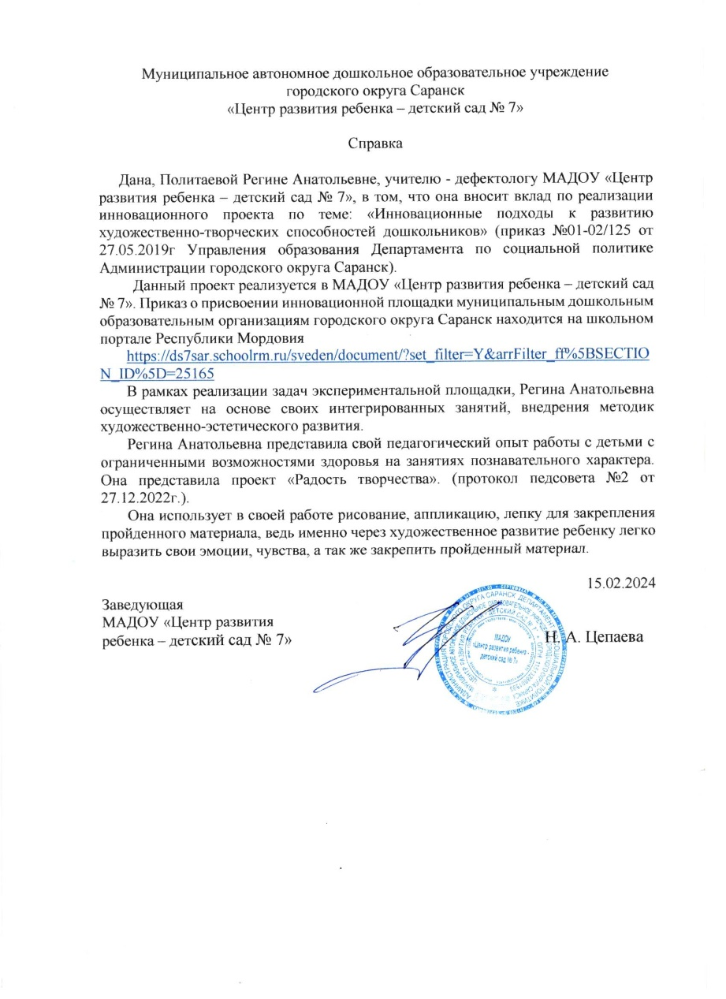 Муниципальное автономное дошкольное образовательное учреждение
городского округа Саранск
«Центр развития ребенка – детский сад № 7»
Справка
Дана, Политаевой Регине Анатольевне, учителю - дефектологу МАДОУ «Центр
развития ребенка – детский сад № 7», в том, что она вносит вклад по реализации
инновационного проекта по теме: «Инновационные подходы к развитию
художественно-творческих способностей дошкольников» (приказ №01-02/125 от
27.05.2019г Управления образования Департамента по социальной политике
Администрации городского округа Саранск).
Данный проект реализуется в МАДОУ «Центр развития ребенка – детский сад
№ 7». Приказ о присвоении инновационной площадки муниципальным дошкольным
образовательным организациям городского округа Саранск находится на школьном
портале Республики Мордовия
https://ds7sar.schoolrm.ru/sveden/document/?set_filter=Y&arrFilter_ff%5BSECTIO
N_ID%5D=25165
В рамках реализации задач экспериментальной площадки, Регина Анатольевна
осуществляет на основе своих интегрированных занятий, внедрения методик
художественно-эстетического развития.
Регина Анатольевна представила свой педагогический опыт работы с детьми с
ограниченными возможностями здоровья на занятиях познавательного характера.
Она представила проект «Радость творчества». (протокол педсовета №2 от
27.12.2022г.).
Она использует в своей работе рисование, аппликацию, лепку для закрепления
пройденного материала, ведь именно через художественное развитие ребенку легко
выразить свои эмоции, чувства, а так же закрепить пройденный материал.
15.02.2024
Заведующая
МАДОУ «Центр развития
ребенка – детский сад № 7»
Н. А. Цепаева
МАДОУ
«Центр развития ребенка -
детский сад № 7»